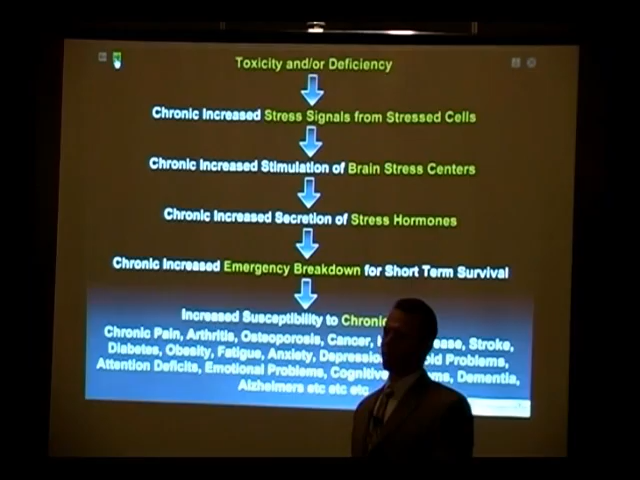 Toxicity and/or Deficiency
Chronic Increased Stress Signals from Stressed Cells
Chronic Increased Stimulation of Brain Stress Centers
Chronic Increased Secretion of Stress Hormones
Chronic Increased Emergency Breakdown for Short Term Survival
Increased Susceptibility to Chronic
Chronic Pain, Arthritis, Osteoporosis, Cancer, Stroke,
Diabetes, Obesity, Fatigue, Anxiety, Problems,
Attention Deficits, Emotional Problems, Dementia,
Alzheimers etc etc etc